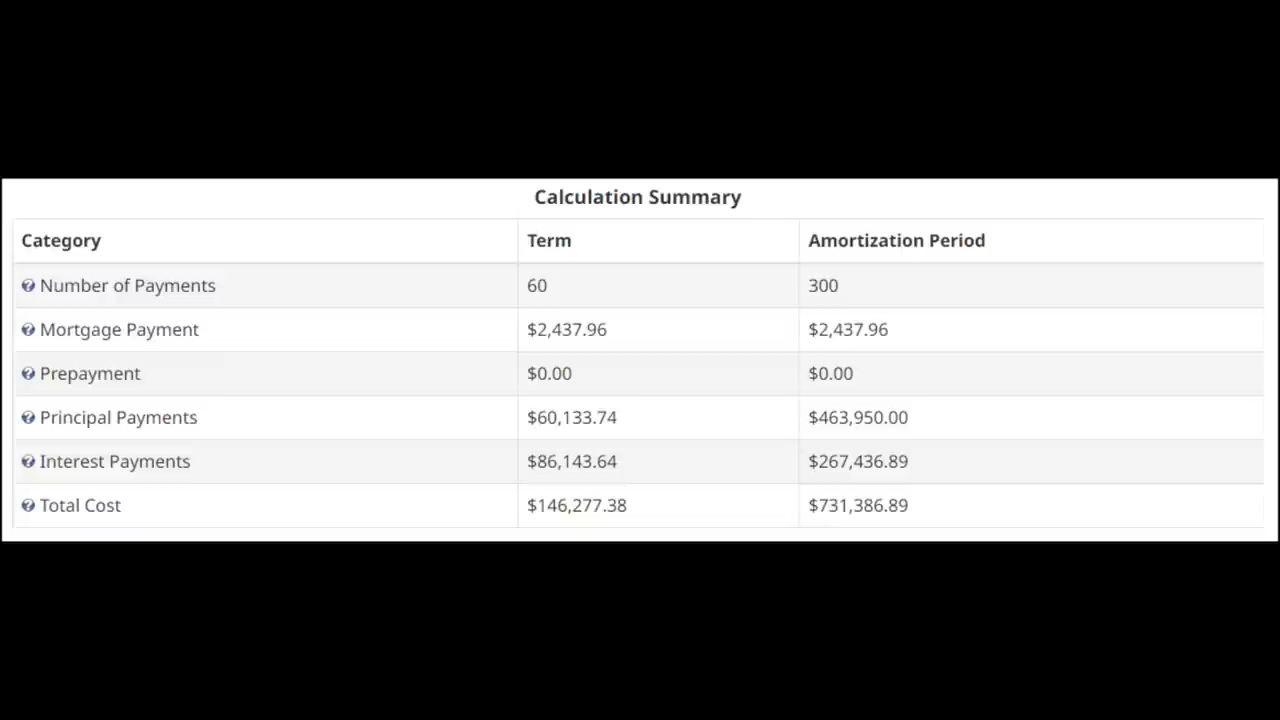 Calculation Summary
Category Term Amortization Period
Number of Payments 60 300
Mortgage Payment $2,437.96 $2,437.96
Prepayment $0.00 $0.00
Principal Payments $60,133.74 $463,950.00
Interest Payments $86,143.64 $267,436.89
Total Cost $146,277.38 $731,386.89